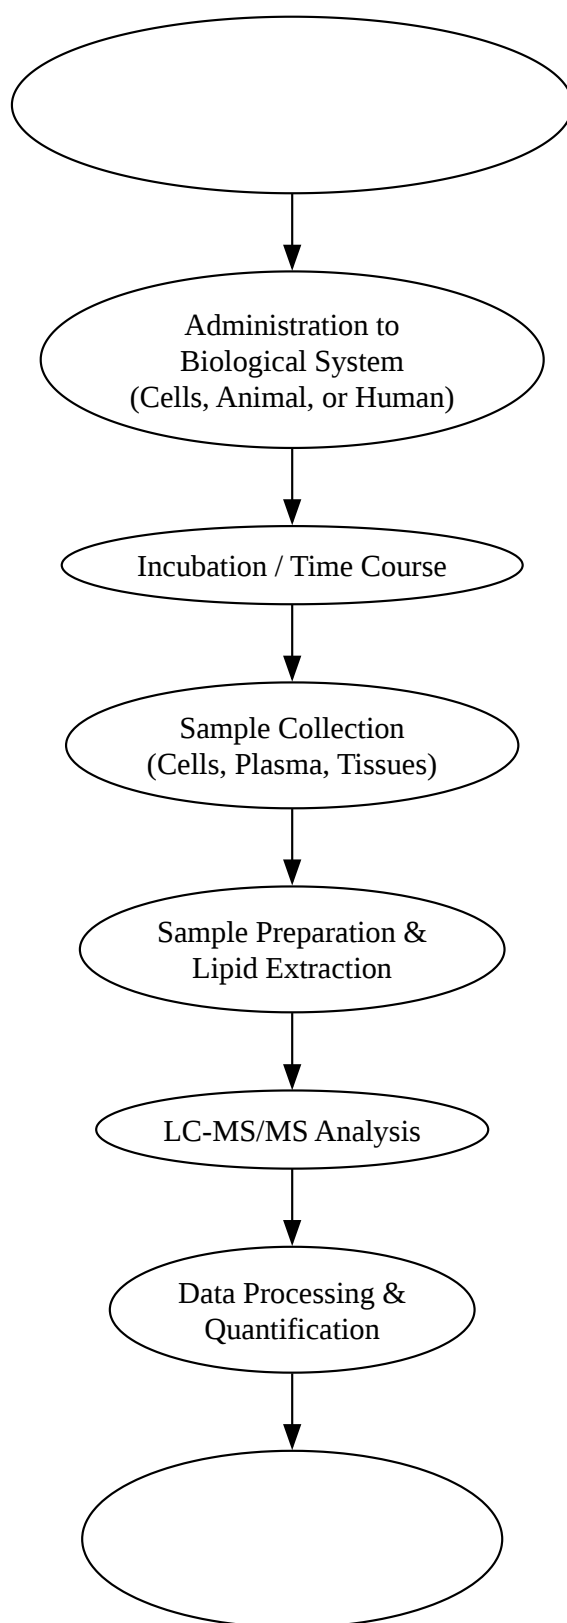 Administration to
Biological System
(Cells, Animal, or Human)
Incubation / Time Course
Sample Collection
(Cells, Plasma, Tissues)
Sample Preparation &
Lipid Extraction
LC-MS/MS Analysis
Data Processing &
Quantification